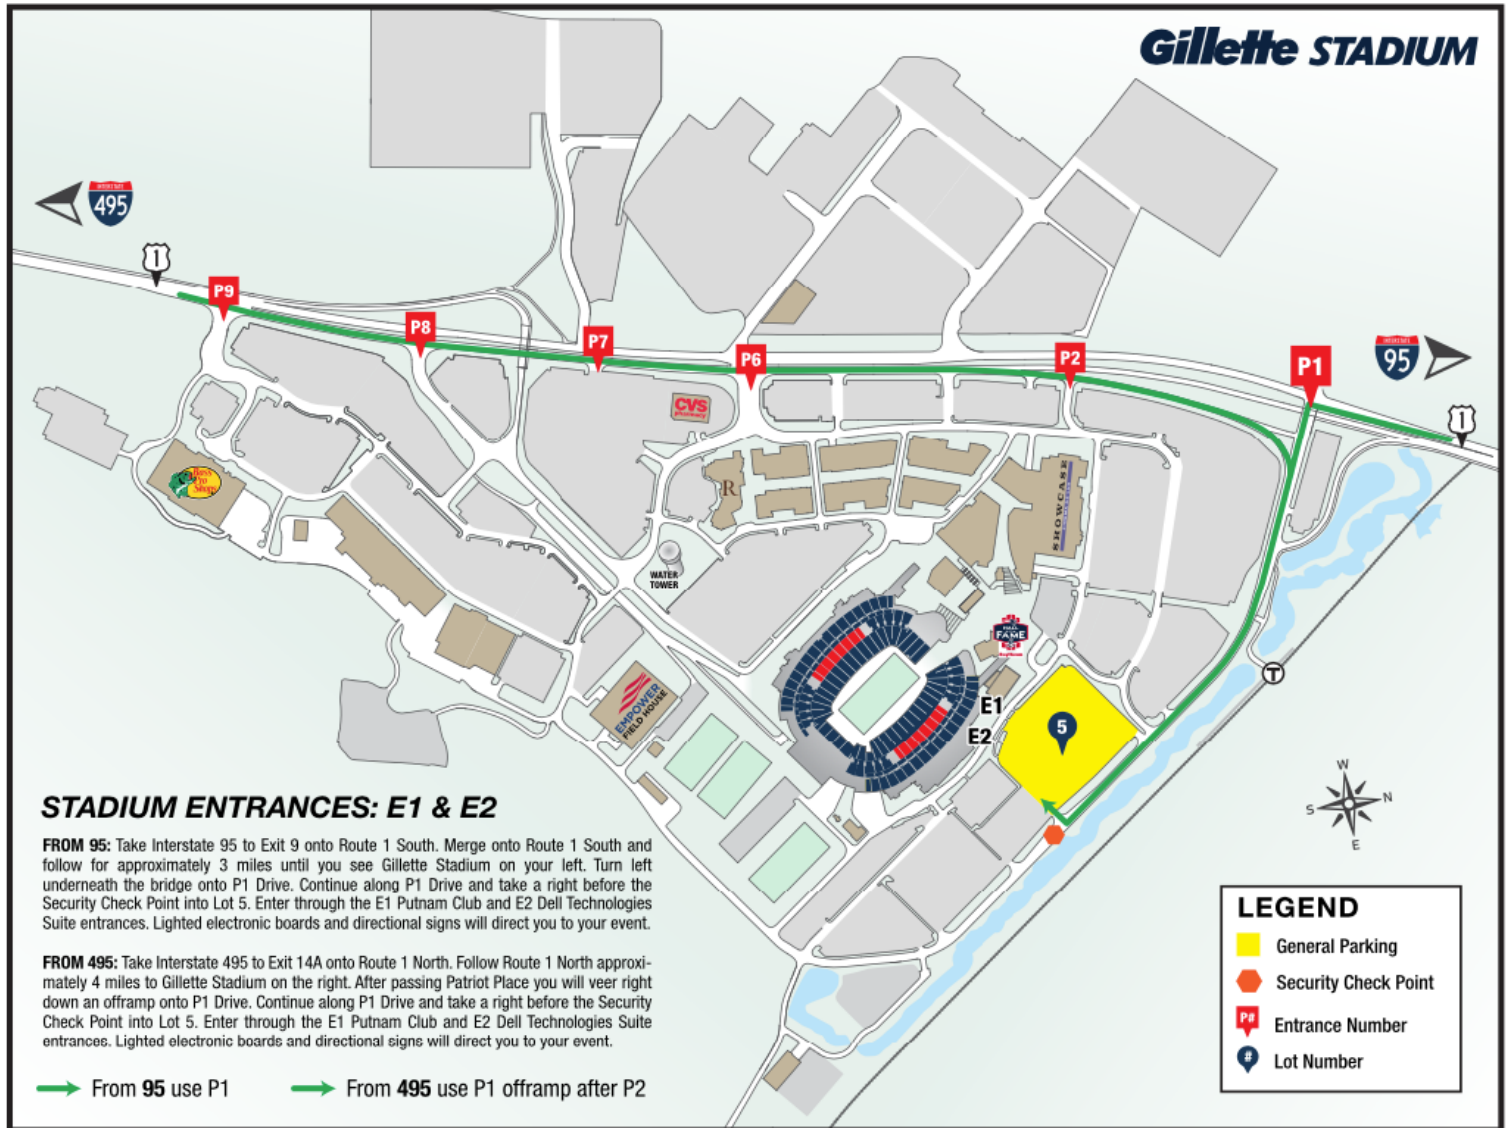 Gillette STADIUM
INTERSTATE
495
1
P9
P8
P7
P6
P2
P1
INTERSTATE
95
1
CVS
pharmacy
Bass
Pro
Shops
R
SHOWCASE
WATER
TOWER
HALL
FAME
EMPOWER
FIELD HOUSE
E1
E2
5
T
W
N
S
E
STADIUM ENTRANCES: E1 & E2
FROM 95: Take Interstate 95 to Exit 9 onto Route 1 South. Merge onto Route 1 South and
follow for approximately 3 miles until you see Gillette Stadium on your left. Turn left
underneath the bridge onto P1 Drive. Continue along P1 Drive and take a right before the
Security Check Point into Lot 5. Enter through the E1 Putnam Club and E2 Dell Technologies
Suite entrances. Lighted electronic boards and directional signs will direct you to your event.
FROM 495: Take Interstate 495 to Exit 14A onto Route 1 North. Follow Route 1 North approxi-
mately 4 miles to Gillette Stadium on the right. After passing Patriot Place you will veer right
down an offramp onto P1 Drive. Continue along P1 Drive and take a right before the Security
Check Point into Lot 5. Enter through the E1 Putnam Club and E2 Dell Technologies Suite
entrances. Lighted electronic boards and directional signs will direct you to your event.
From 95 use P1
From 495 use P1 offramp after P2
LEGEND
General Parking
Security Check Point
P# Entrance Number
# Lot Number